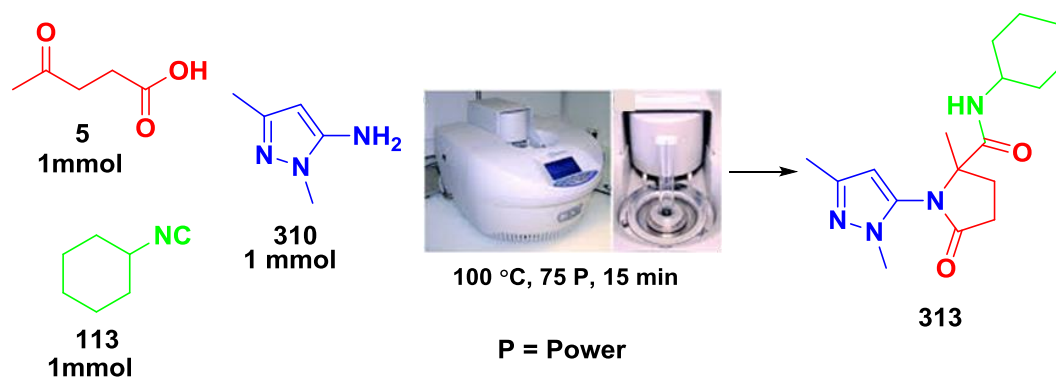 O
OH
O
5
1mmol
NC
113
1mmol
NH₂
N
N
310
1 mmol
100 °C, 75 P, 15 min
P = Power
HN
O
N
N
N
O
313